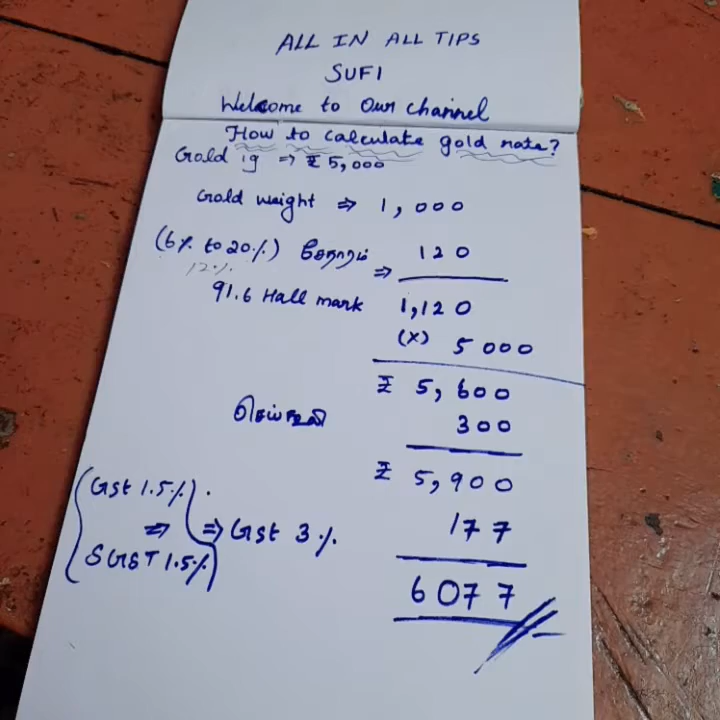 ALL IN ALL TIPS
SUFI
Welcome to Our channel
How to calculate gold rate?
Gold 1g ⇒ ₹ 5,000
Gold weight ⇒ 1,000
(6% to 20%) சேதாரம் ⇒ 120
12%
91.6 Hall mark 1,120
(×) 5000
₹ 5,600
செய்கூலி 300
₹ 5,900
Gst 1.5%
177
⇒ ⇒ Gst 3%
SGST 1.5%
6077